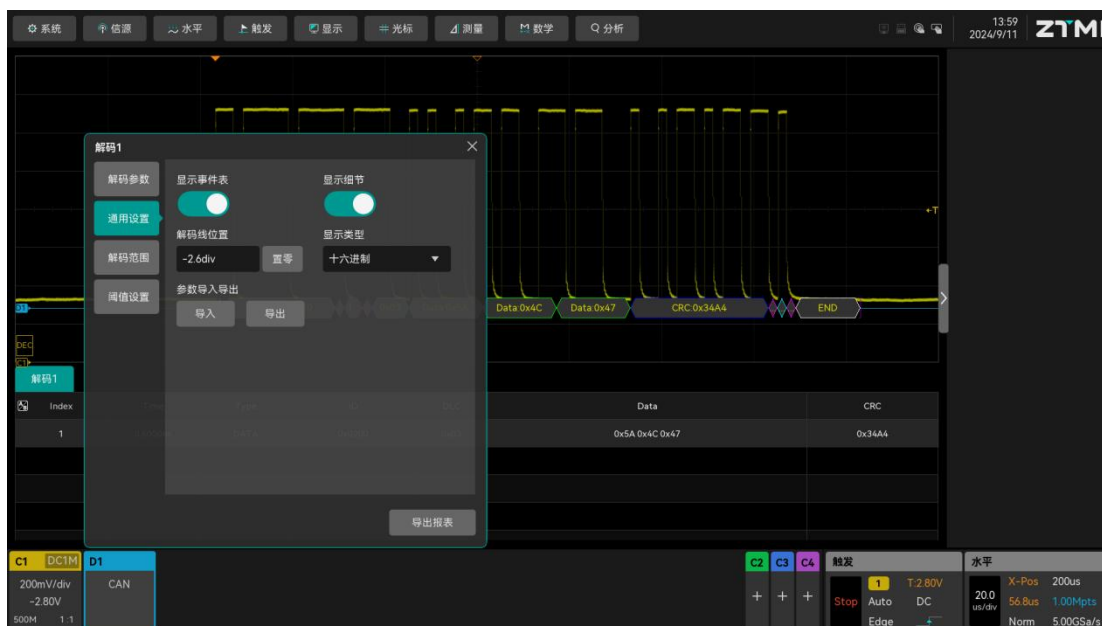 系统 信源 水平 触发 显示 光标 测量 数学 分析
13:59
2024/9/11
解码1
解码参数
显示事件表
显示细节
通用设置
解码线位置
显示类型
解码范围
-2.6div
置零
十六进制
阈值设置
参数导入导出
导入
导出
导出报表
T
D1
Data:0x4C
Data:0x47
CRC:0x34A4
END
DEC
C1
解码1
Index
Data
CRC
1
0x5A 0x4C 0x47
0x34A4
C1 DC1M
200mV/div
-2.80V
500M 1:1
D1
CAN
C2 C3 C4
+ + +
触发
1 T:2.80V
Stop Auto DC
Edge
水平
X-Pos 200us
20.0 us/div 56.8us 1.00Mpts
Norm 5.00GSa/s